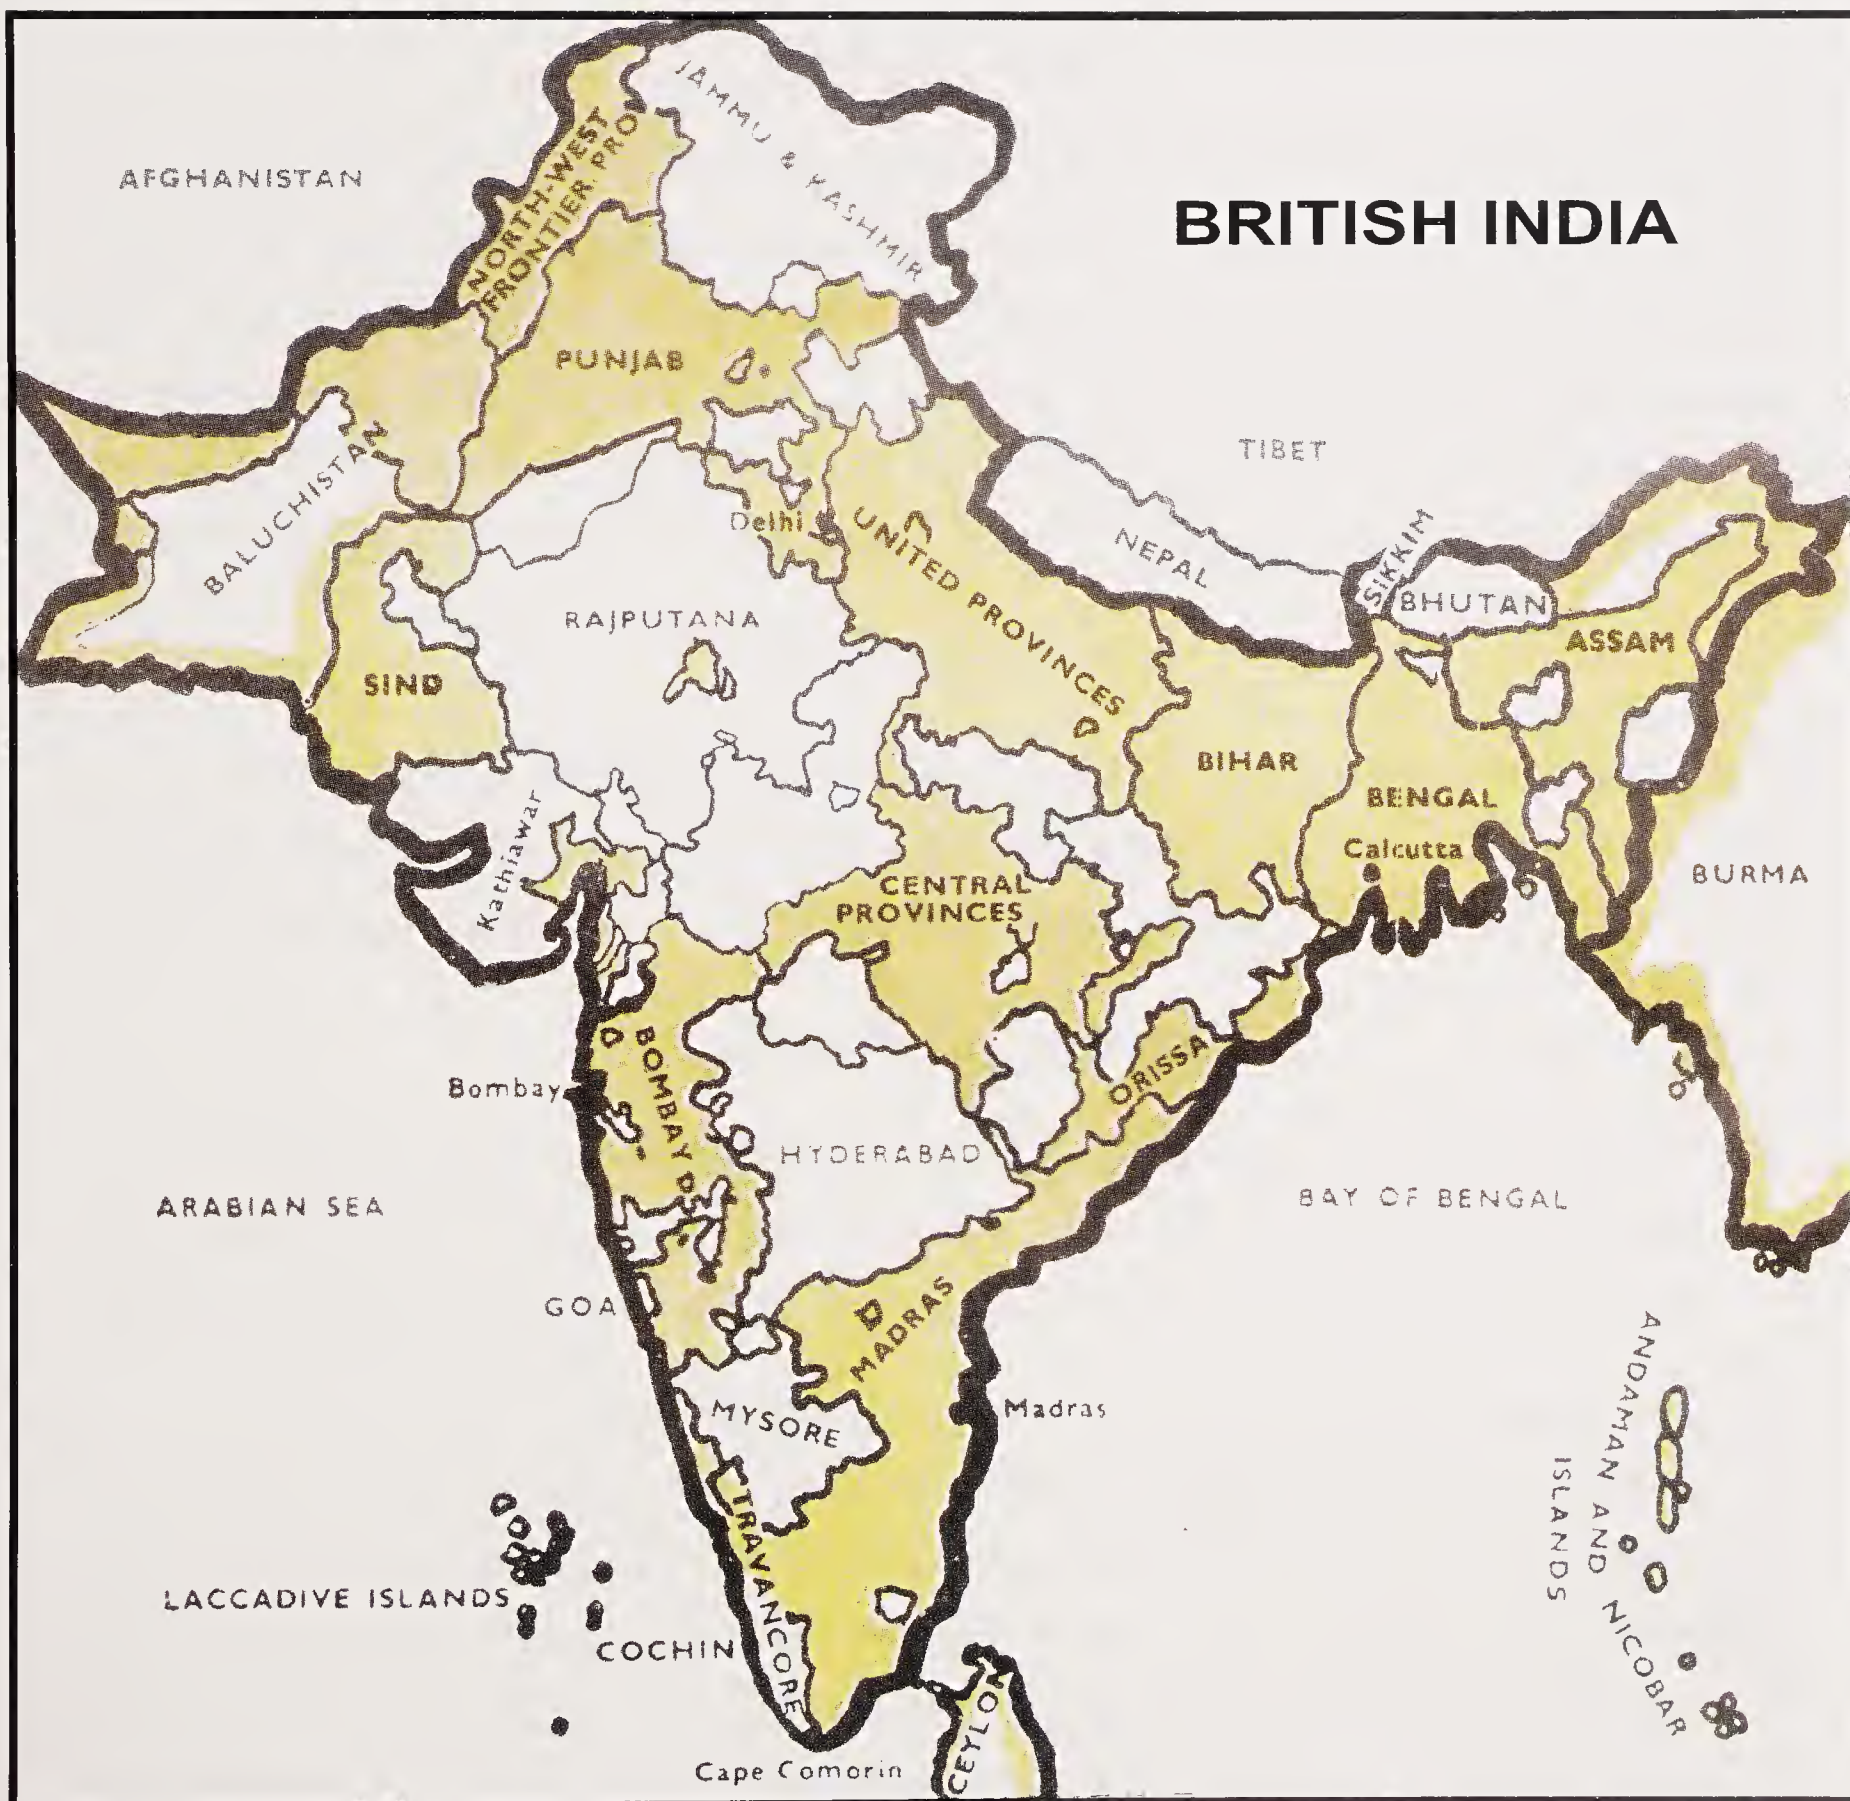 BRITISH INDIA
JAMMU & KASHMIR
AFGHANISTAN
NORTH-WEST
FRONTIER PRO
PUNJAB
TIBET
BALUCHISTAN
Delhi
UNITED PROVINCES
NEPAL
SIKKIM
BHUTAN
ASSAM
RAJPUTANA
SIND
BIHAR
BENGAL
Calcutta
Kathiawar
BURMA
CENTRAL
PROVINCES
BOMBAY
Bombay
ORISSA
HYDERABAD
ARABIAN SEA
BAY OF BENGAL
GOA
MADRAS
Madras
MYSORE
ANDAMAN AND NICOBAR
ISLANDS
TRAVANCORE
LACCADIVE ISLANDS
COCHIN
CEYLON
Cape Comorin